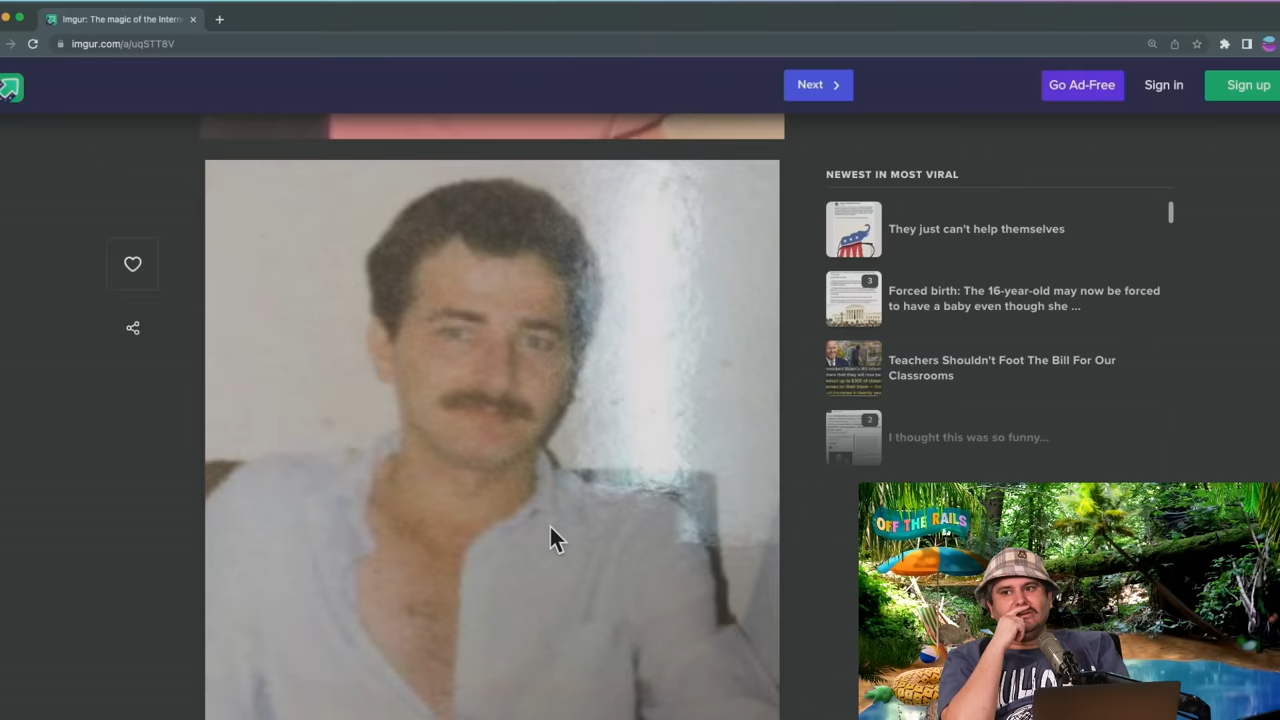 Imgur: The magic of the Intern
imgur.com/a/uqSTT8V
Next
Go Ad-Free
Sign in
Sign up
NEWEST IN MOST VIRAL
They just can't help themselves
3
Forced birth: The 16-year-old may now be forced
to have a baby even though she ...
Teachers Shouldn't Foot The Bill For Our
Classrooms
2
I thought this was so funny...
OFF THE RAILS